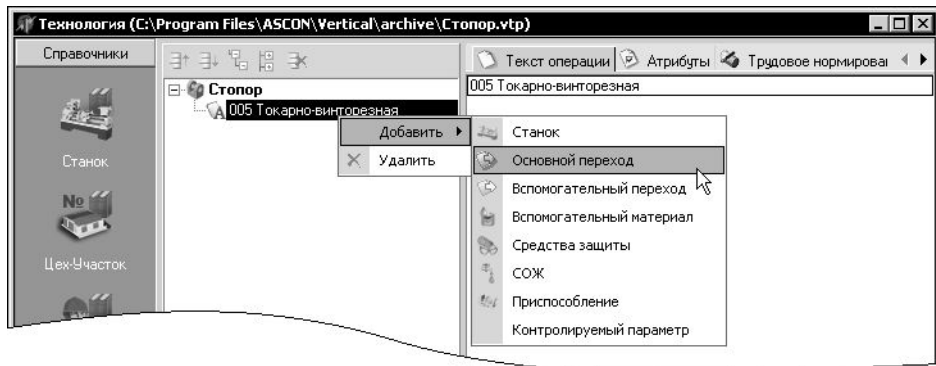 Технология (C:\Program Files\ASCON\Vertical\archive\Стопор.vtp)
Справочники
Текст операции
Атрибуты
Трудовое нормироваι
Стопор
005 Токарно-винторезная
005 Токарно-винторезная
Добавить
Удалить
Станок
Основной переход
Вспомогательный переход
Вспомогательный материал
Средства защиты
СОЖ
Приспособление
Контролируемый параметр
Станок
№
Цех-Участок